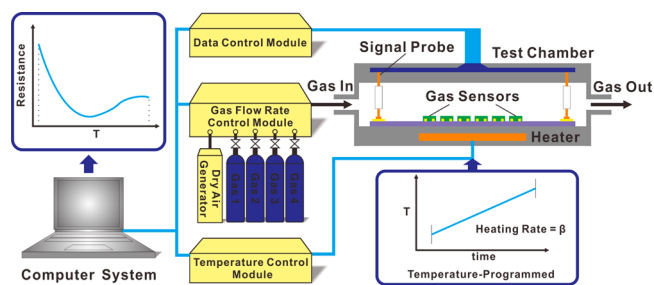 Resistance
T
Computer System
Data Control Module
Gas Flow Rate
Control Module
Dry Air
Generator
Gas 1
Gas 2
Gas 3
Gas 4
Temperature Control
Module
Signal Probe
Test Chamber
Gas In
Gas Out
Gas Sensors
Heater
T
Heating Rate = β
time
Temperature-Programmed